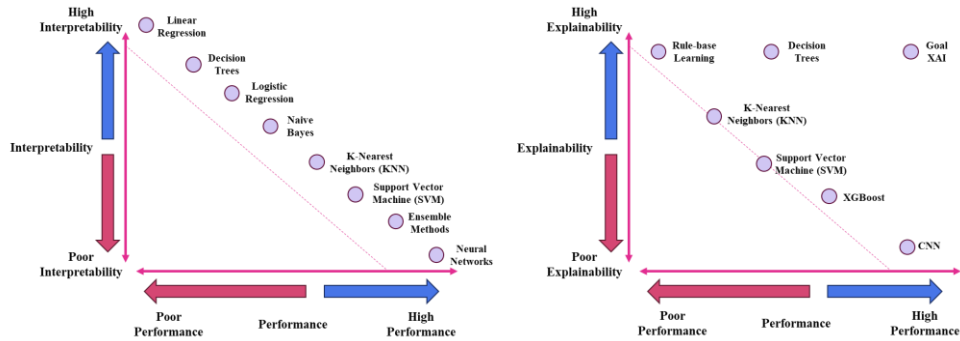 High
Interpretability
Linear
Regression
Decision
Trees
Logistic
Regression
Naive
Bayes
Interpretability
K-Nearest
Neighbors (KNN)
Support Vector
Machine (SVM)
Ensemble
Methods
Neural
Networks
Poor
Interpretability
Poor
Performance
Performance
High
Performance
High
Explainability
Rule-base
Learning
Decision
Trees
Goal
XAI
K-Nearest
Neighbors (KNN)
Explainability
Support Vector
Machine (SVM)
XGBoost
CNN
Poor
Explainability
Poor
Performance
Performance
High
Performance